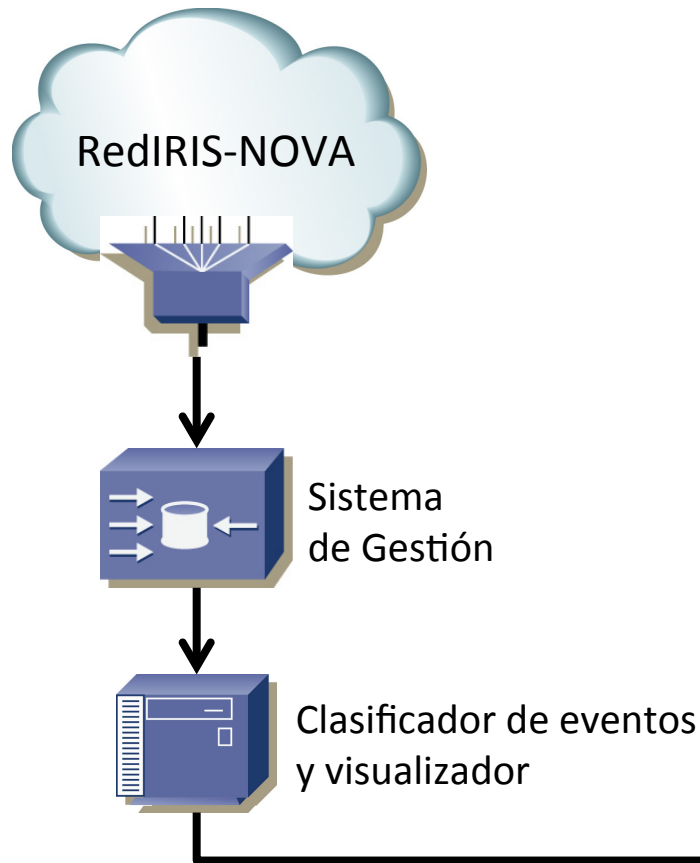 RedIRIS-NOVA
Sistema
de Gestión
Clasificador de eventos
y visualizador